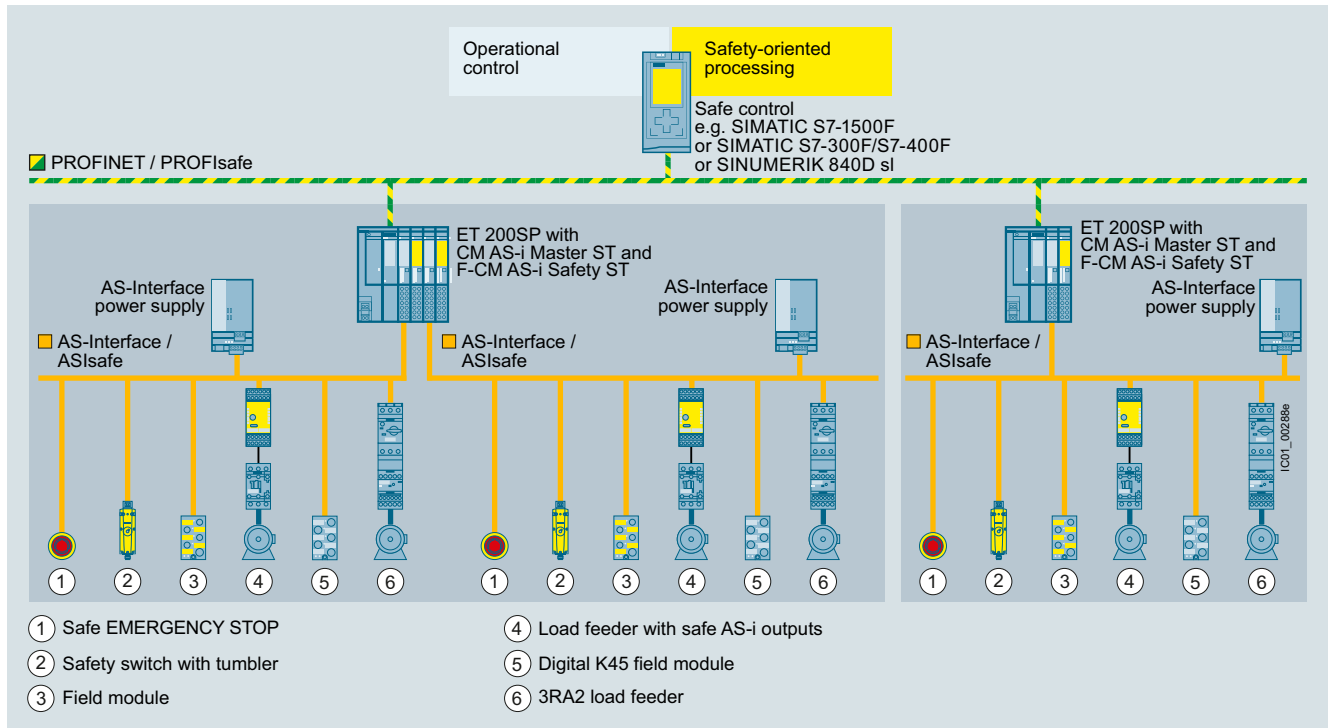 Operational
control
Safety-oriented
processing
Safe control
e.g. SIMATIC S7-1500F
or SIMATIC S7-300F/S7-400F
or SINUMERIK 840D sl
PROFINET / PROFIsafe
ET 200SP with
CM AS-i Master ST and
F-CM AS-i Safety ST
AS-Interface
power supply
AS-Interface
power supply
AS-Interface /
ASIsafe
AS-Interface /
ASIsafe
ET 200SP with
CM AS-i Master ST and
F-CM AS-i Safety ST
AS-Interface
power supply
AS-Interface /
ASIsafe
IC01_00288e
1 2 3 4 5 6
1 2 3 4 5 6
1 2 3 4 5 6
1 Safe EMERGENCY STOP
2 Safety switch with tumbler
3 Field module
4 Load feeder with safe AS-i outputs
5 Digital K45 field module
6 3RA2 load feeder